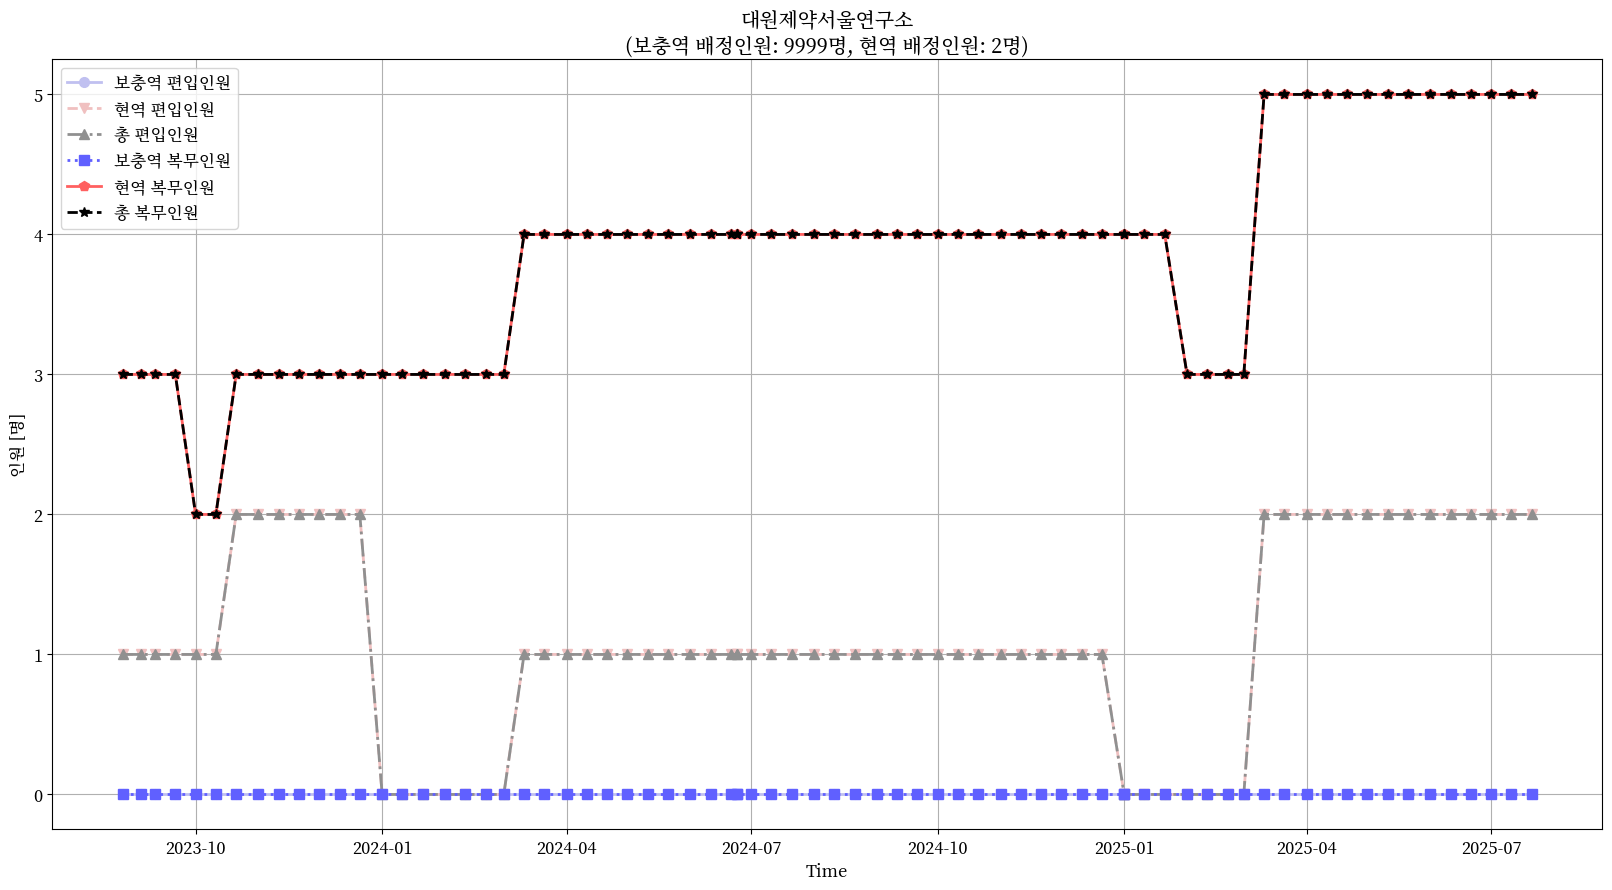 대원제약서울연구소
(보충역 배정인원: 9999명, 현역 배정인원: 2명)
보충역 편입인원
현역 편입인원
총 편입인원
보충역 복무인원
현역 복무인원
총 복무인원
인원 [명]
5
4
3
2
1
0
2023-10
2024-01
2024-04
2024-07
2024-10
2025-01
2025-04
2025-07
Time